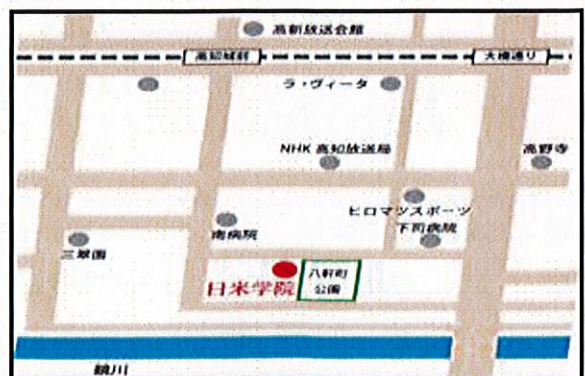 高新放送会館
高知城前
大橋通り
ラ・ヴィータ
NHK 高知放送局
高野寺
ヒロマツスポーツ
下司病院
南病院
三翠園
日米学院
八軒町
公園
鏡川